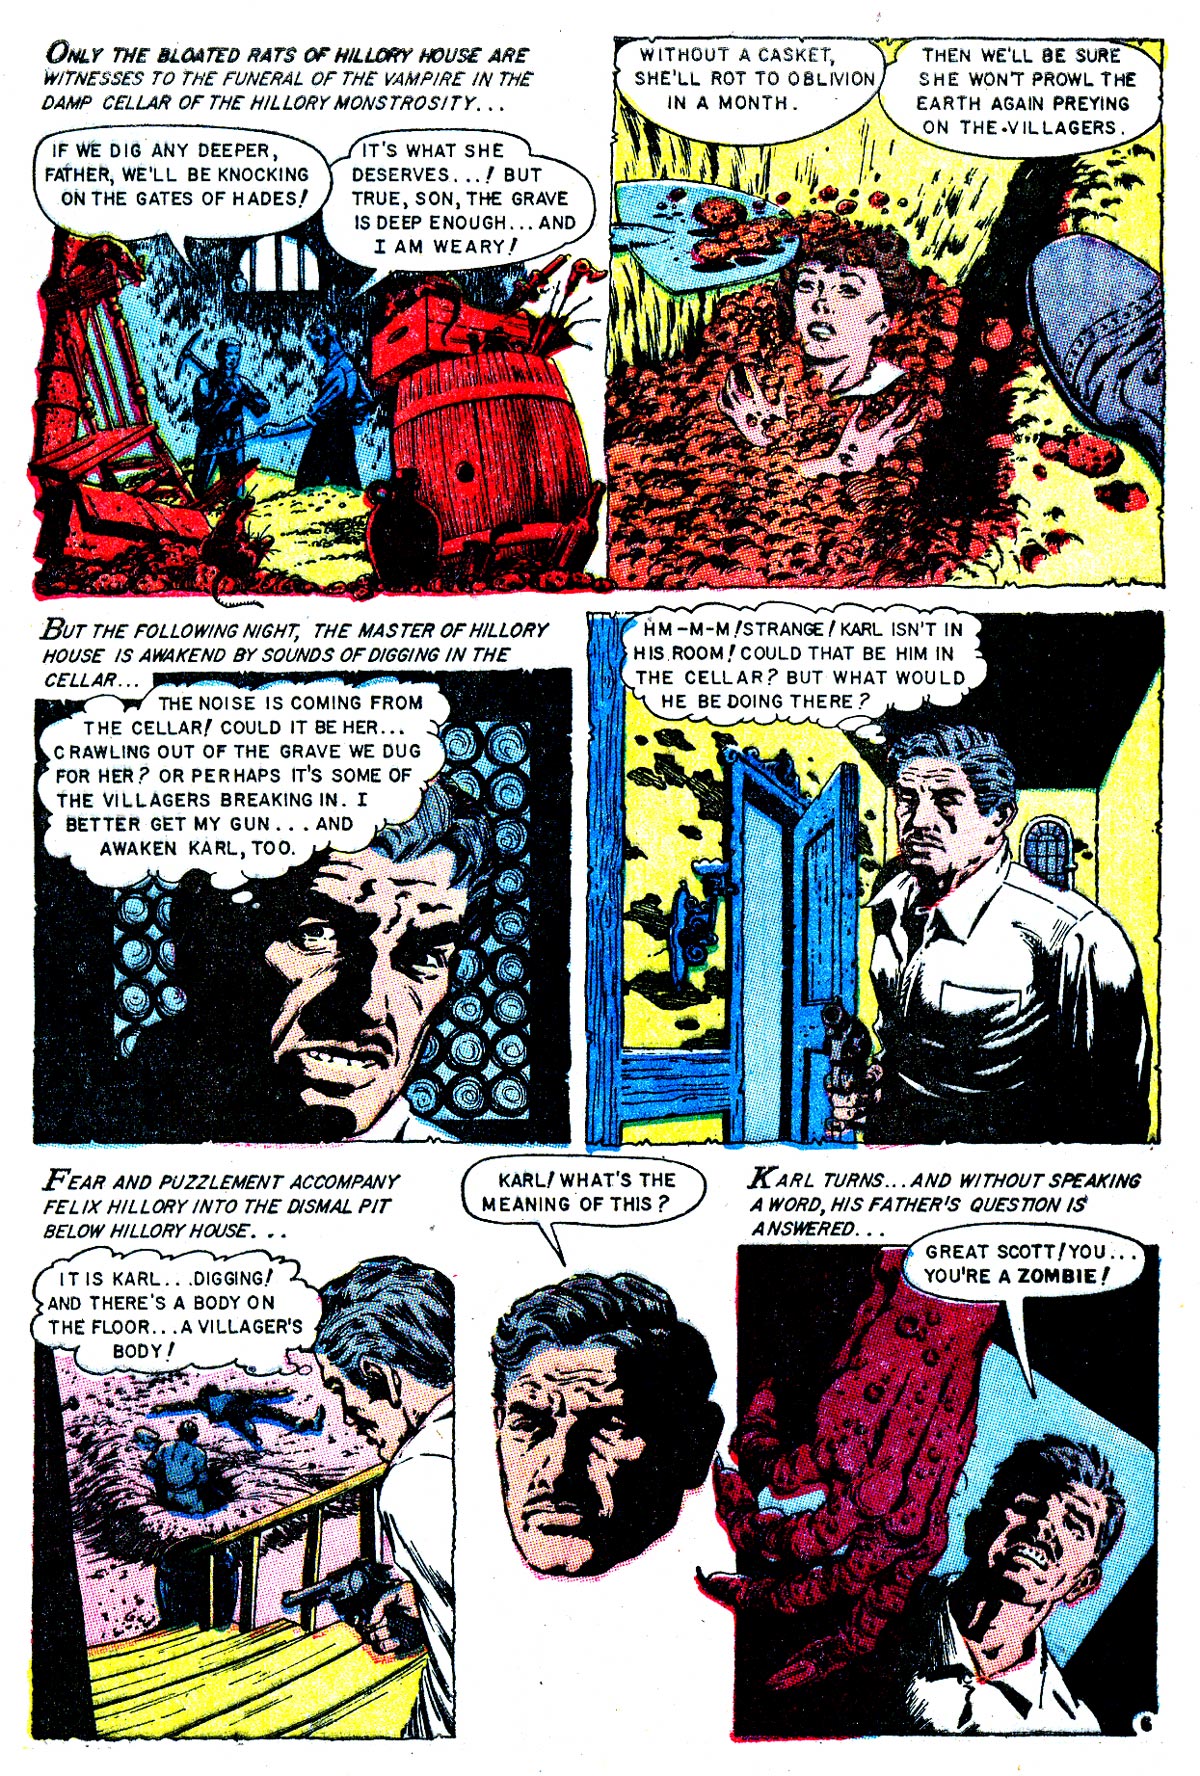 ONLY THE BLOATED RATS OF HILLORY HOUSE ARE
WITNESSES TO THE FUNERAL OF THE VAMPIRE IN THE
DAMP CELLAR OF THE HILLORY MONSTROSITY...
IF WE DIG ANY DEEPER,
FATHER, WE'LL BE KNOCKING
ON THE GATES OF HADES!
IT'S WHAT SHE
DESERVES...! BUT
TRUE, SON, THE GRAVE
IS DEEP ENOUGH... AND
I AM WEARY!
WITHOUT A CASKET,
SHE'LL ROT TO OBLIVION
IN A MONTH.
THEN WE'LL BE SURE
SHE WON'T PROWL THE
EARTH AGAIN PREYING
ON THE VILLAGERS.
BUT THE FOLLOWING NIGHT, THE MASTER OF HILLORY
HOUSE IS AWAKEND BY SOUNDS OF DIGGING IN THE
CELLAR...
THE NOISE IS COMING FROM
THE CELLAR! COULD IT BE HER...
CRAWLING OUT OF THE GRAVE WE DUG
FOR HER? OR PERHAPS IT'S SOME OF
THE VILLAGERS BREAKING IN. I
BETTER GET MY GUN... AND
AWAKEN KARL, TOO.
HM-M-M! STRANGE! KARL ISN'T IN
HIS ROOM! COULD THAT BE HIM IN
THE CELLAR? BUT WHAT WOULD
HE BE DOING THERE?
FEAR AND PUZZLEMENT ACCOMPANY
FELIX HILLORY INTO THE DISMAL PIT
BELOW HILLORY HOUSE...
IT IS KARL... DIGGING!
AND THERE'S A BODY ON
THE FLOOR... A VILLAGER'S
BODY!
KARL! WHAT'S THE
MEANING OF THIS?
KARL TURNS... AND WITHOUT SPEAKING
A WORD, HIS FATHER'S QUESTION IS
ANSWERED...
GREAT SCOTT! YOU...
YOU'RE A ZOMBIE!
6